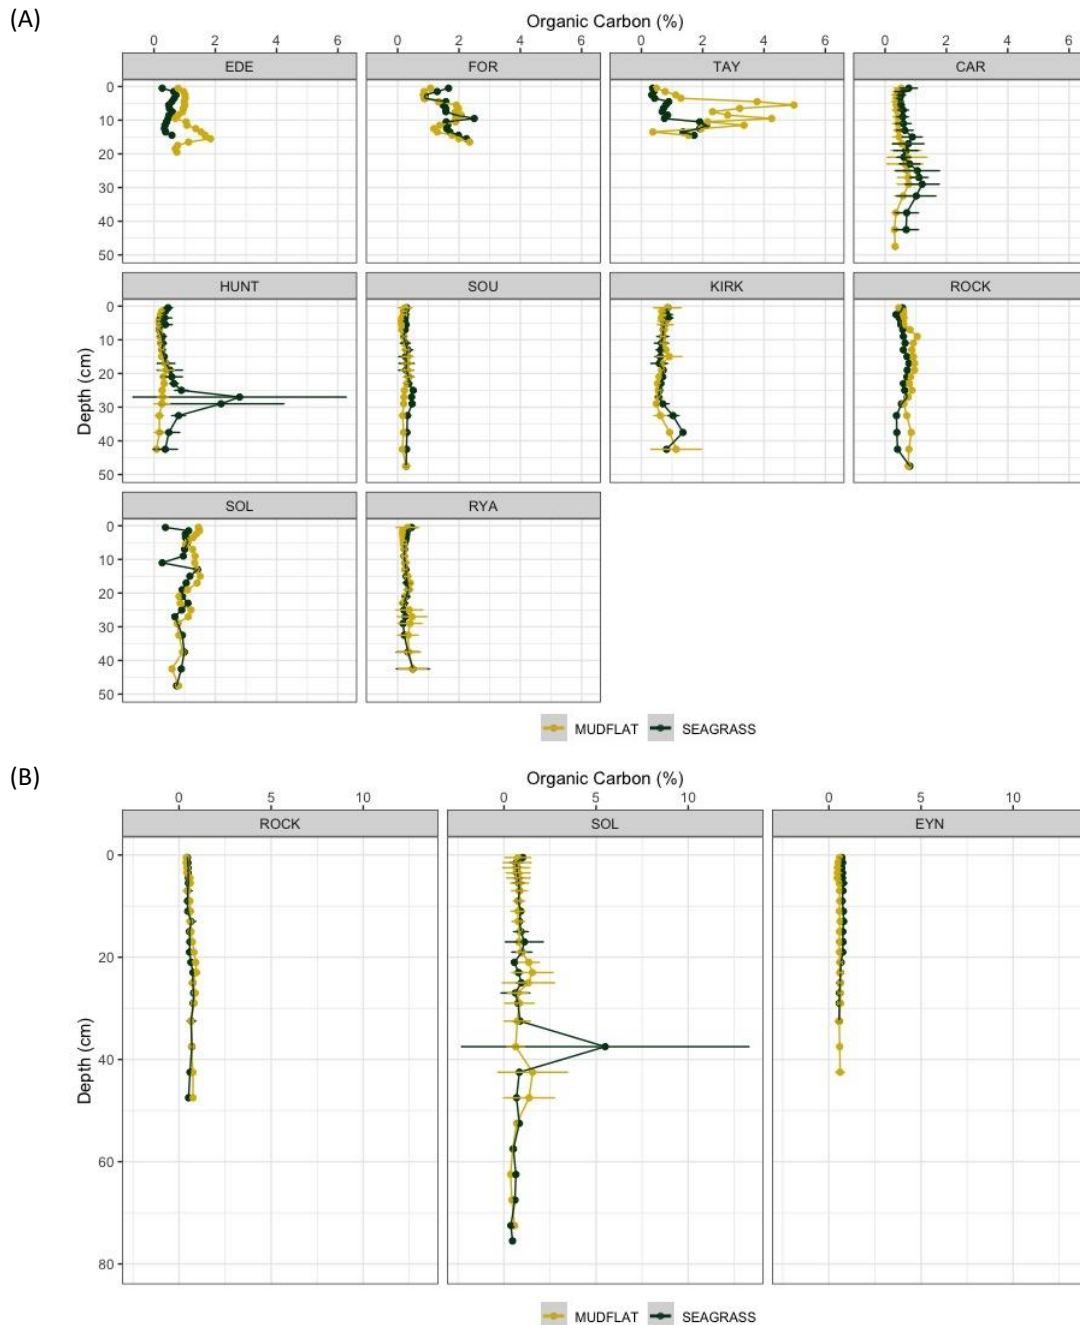 (A)
Organic Carbon (%)
0 2 4 6 0 2 4 6 0 2 4 6 0 2 4 6
EDE FOR TAY CAR
0
10
20
30
40
50
HUNT SOU KIRK ROCK
Depth (cm)
0
10
20
30
40
50
SOL RYA
0
10
20
30
40
50
MUDFLAT SEAGRASS
(B)
Organic Carbon (%)
0 5 10 0 5 10 0 5 10
ROCK SOL EYN
Depth (cm)
0
20
40
60
80
MUDFLAT SEAGRASS